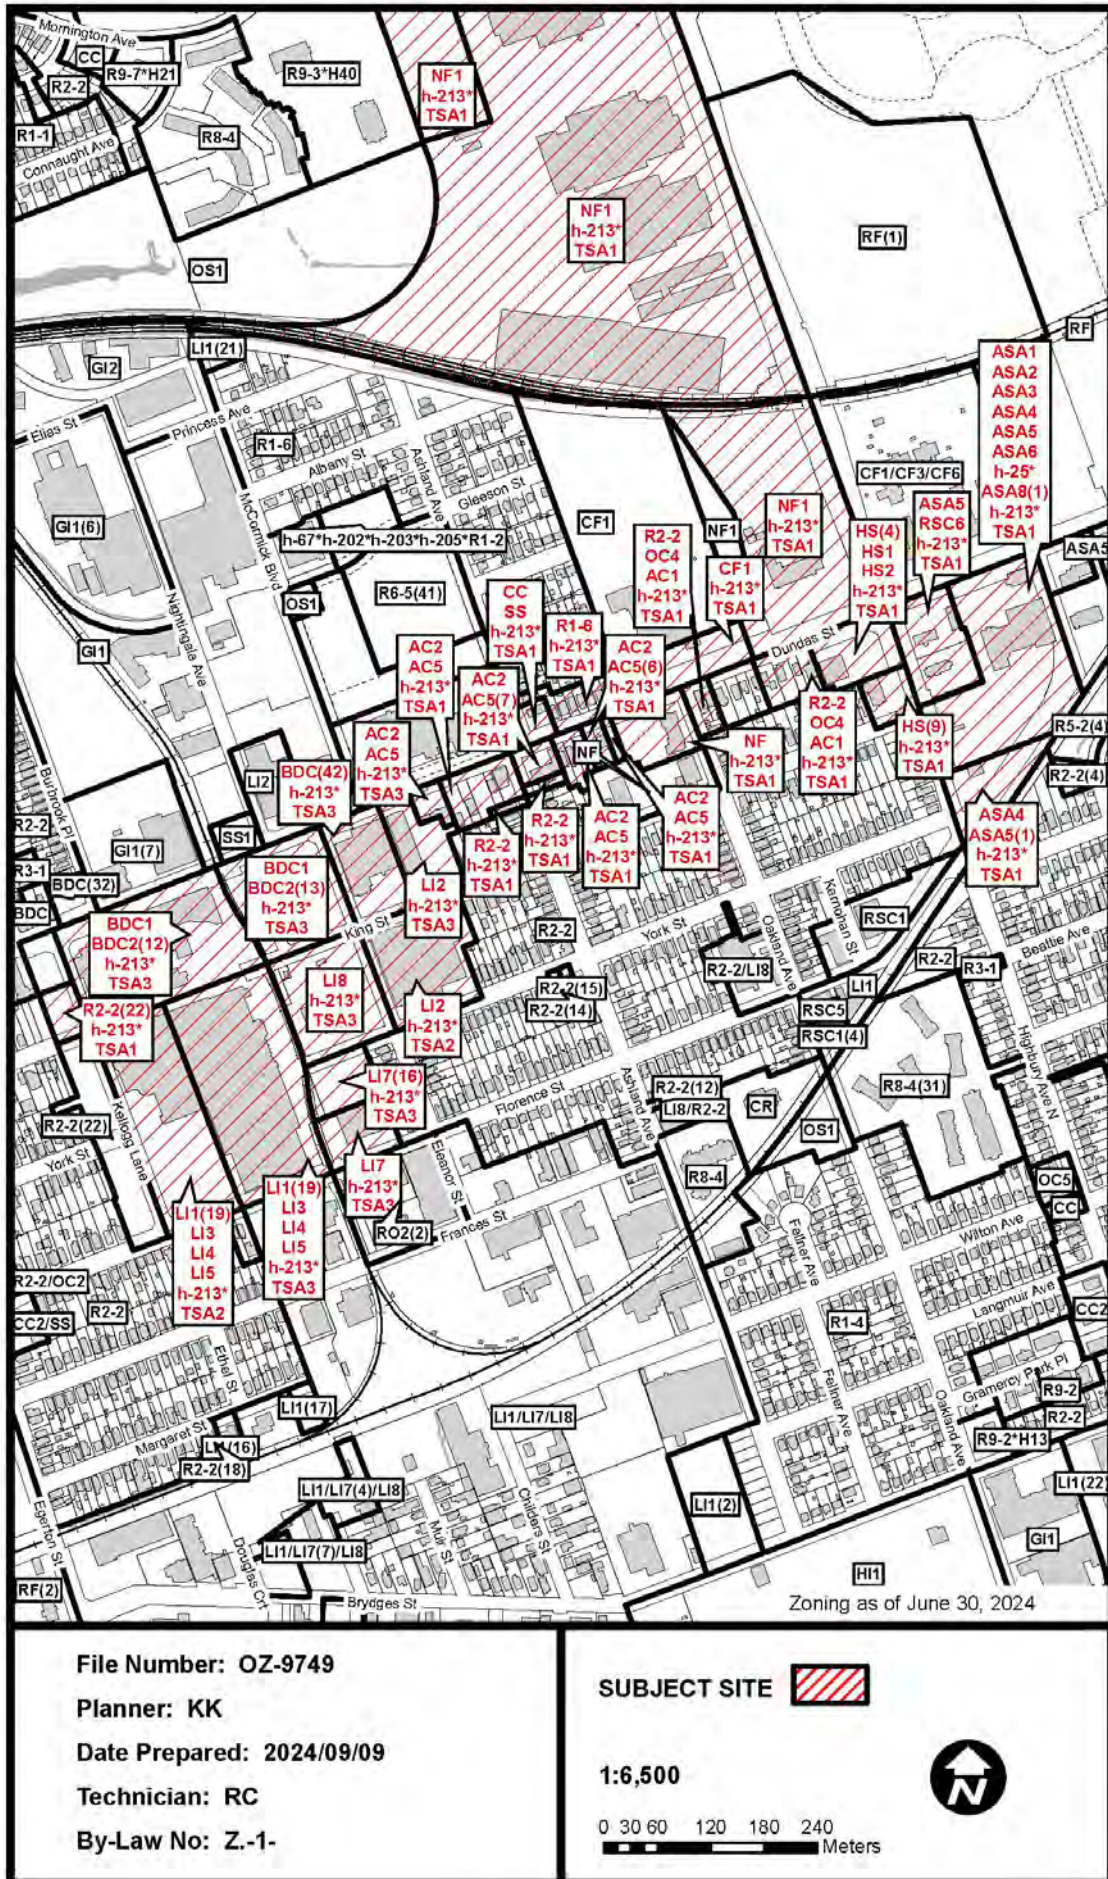 Mornington Ave
CC
R9-7*H21
R9-3*H40
R2-2
R1-1
Connaught Ave
R8-4
NF1
h-213*
TSA1
NF1
h-213*
TSA1
RF(1)
OS1
RF
LI1(21)
GI2
Princess Ave
Elias St
R1-6
Albany St
Ashland Ave
Gleeson St
McCormick Blvd
GI1(6)
h-67*h-202*h-203*h-205*R1-2
CF1
NF1
NF1
h-213*
TSA1
CF1/CF3/CF6
ASA1
ASA2
ASA3
ASA4
ASA5
ASA6
h-25*
ASA8(1)
h-213*
TSA1
ASA5
RSC6
h-213*
TSA1
ASA5
HS(4)
HS1
HS2
h-213*
TSA1
R2-2
OC4
AC1
h-213*
TSA1
CF1
h-213*
TSA1
Dundas St
OS1
R6-5(41)
Nightingale Ave
GI1
CC
SS
h-213*
TSA1
R1-6
h-213*
TSA1
AC2
AC5(6)
h-213*
TSA1
AC2
AC5
h-213*
TSA1
AC2
AC5(7)
h-213*
TSA1
AC2
AC5
h-213*
TSA3
NF
NF
h-213*
TSA1
R2-2
OC4
AC1
h-213*
TSA1
HS(9)
h-213*
TSA1
R5-2(4)
R2-2(4)
ASA4
ASA5(1)
h-213*
TSA1
LI2
BDC(42)
h-213*
TSA3
Burbrook Pl
R2-2
R3-1
BDC
BDC(32)
GI1(7)
SS1
R2-2
h-213*
TSA1
R2-2
h-213*
TSA1
AC2
AC5
h-213*
TSA1
AC2
AC5
h-213*
TSA1
BDC1
BDC2(13)
h-213*
TSA3
LI2
h-213*
TSA3
King St
BDC1
BDC2(12)
h-213*
TSA3
R2-2
York St
Oakland Ave
Kermohan St
RSC1
R2-2/LI8
R2-2
R3-1
Beattie Ave
LI8
h-213*
TSA3
R2-2(15)
R2-2(14)
LI1
RSC5
RSC1(4)
R2-2(22)
h-213*
TSA1
LI2
h-213*
TSA2
Highbury Ave N
LI7(16)
h-213*
TSA3
Florence St
Ashland Ave
R2-2(12)
LI8/R2-2
CR
R8-4(31)
OS1
R2-2(22)
York St
Kellogg Lane
Eleanor St
R8-4
LI7
h-213*
TSA3
OC5
CC
LI1(19)
LI3
LI4
LI5
h-213*
TSA2
LI1(19)
LI3
LI4
LI5
h-213*
TSA3
RO2(2)
Frances St
Fellner Ave
Wilton Ave
R2-2/OC2
R2-2
CC2/SS
Langmuir Ave
CC2
R1-4
Ethel St
Gramercy Park Pl
R9-2
R2-2
Fellner Ave
Oakland Ave
R9-2*H13
LI1(17)
LI1/LI7/LI8
Margaret St
R2-2(18)
LI1/LI7(4)/LI8
LI1(2)
LI1(22)
Egerton St
Muir St
Childers St
GI1
Douglas Crt
LI1/LI7(7)/LI8
HI1
RF(2)
Brydges St
Zoning as of June 30, 2024
File Number: OZ-9749
Planner: KK
Date Prepared: 2024/09/09
Technician: RC
By-Law No: Z.-1-
SUBJECT SITE
1:6,500
N
0 30 60 120 180 240
Meters